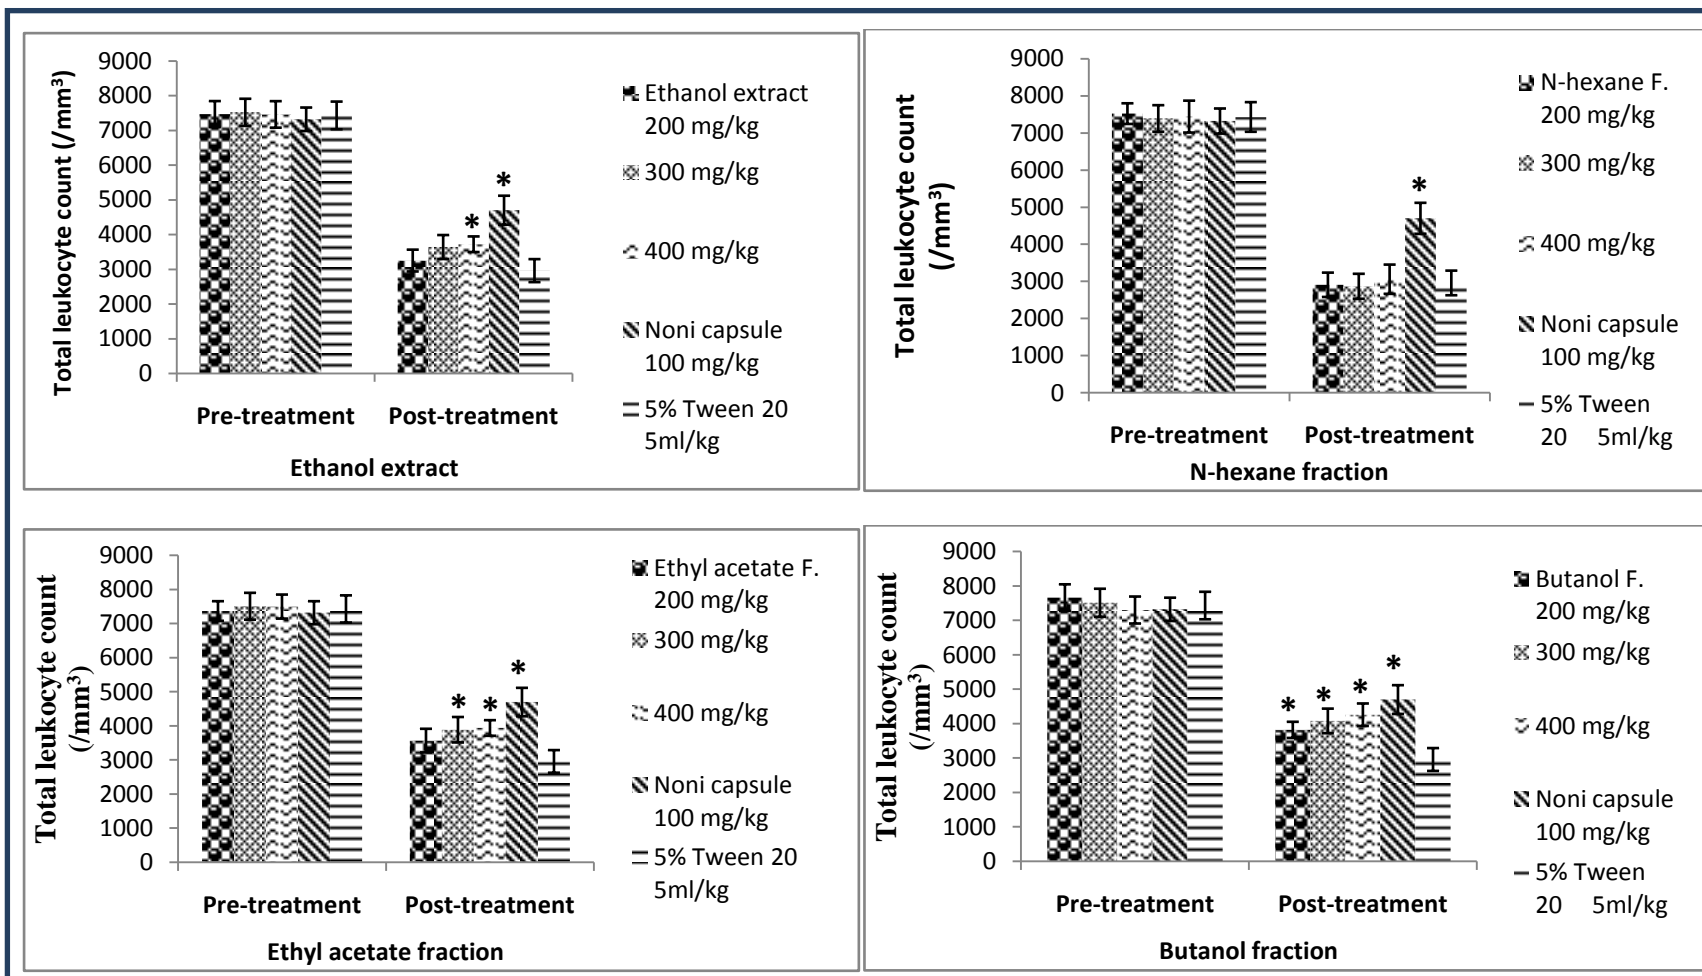 9000
8000
7000
6000
5000
4000
3000
2000
1000
0
Total leukocyte count (/mm³)
*
*
Pre-treatment
Post-treatment
Ethanol extract
Ethanol extract
200 mg/kg
300 mg/kg
400 mg/kg
Noni capsule
100 mg/kg
5% Tween 20
5ml/kg
9000
8000
7000
6000
5000
4000
3000
2000
1000
0
Total leukocyte count
(/mm³)
*
Pre-treatment
Post-treatment
N-hexane fraction
N-hexane F.
200 mg/kg
300 mg/kg
400 mg/kg
Noni capsule
100 mg/kg
5% Tween
20 5ml/kg
9000
8000
7000
6000
5000
4000
3000
2000
1000
0
Total leukocyte count
(/mm³)
*
*
*
Pre-treatment
Post-treatment
Ethyl acetate fraction
Ethyl acetate F.
200 mg/kg
300 mg/kg
400 mg/kg
Noni capsule
100 mg/kg
5% Tween 20
5ml/kg
9000
8000
7000
6000
5000
4000
3000
2000
1000
0
Total leukocyte count
(/mm³)
*
*
*
*
Pre-treatment
Post-treatment
Butanol fraction
Butanol F.
200 mg/kg
300 mg/kg
400 mg/kg
Noni capsule
100 mg/kg
5% Tween
20 5ml/kg